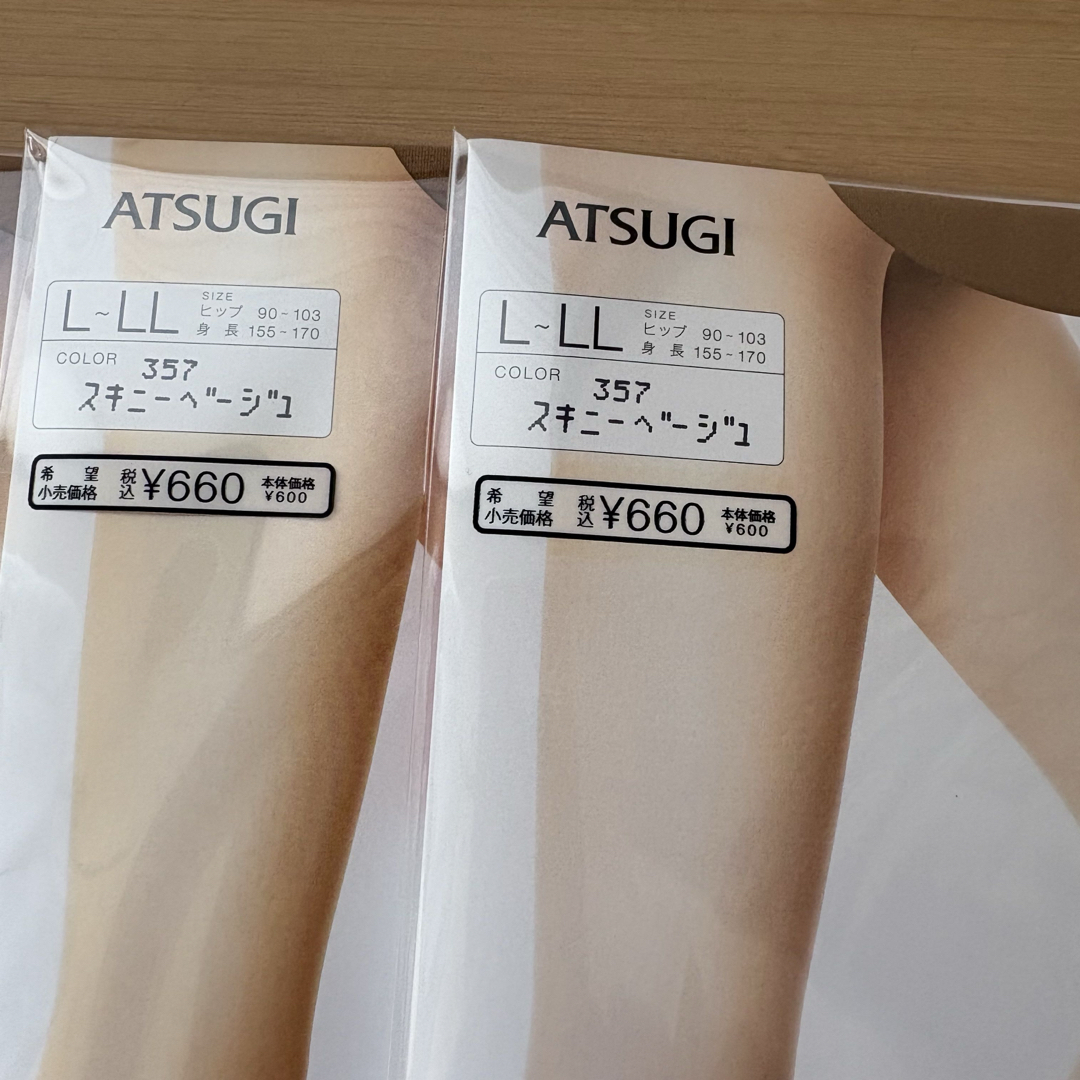 ATSUGI
L~LL
SIZE
ヒップ 90~103
身長 155~170
COLOR 357
スキニーベージュ
希望小売価格 税込 ¥660 本体価格 ¥600
ATSUGI
L~LL
SIZE
ヒップ 90~103
身長 155~170
COLOR 357
スキニーベージュ
希望小売価格 税込 ¥660 本体価格 ¥600